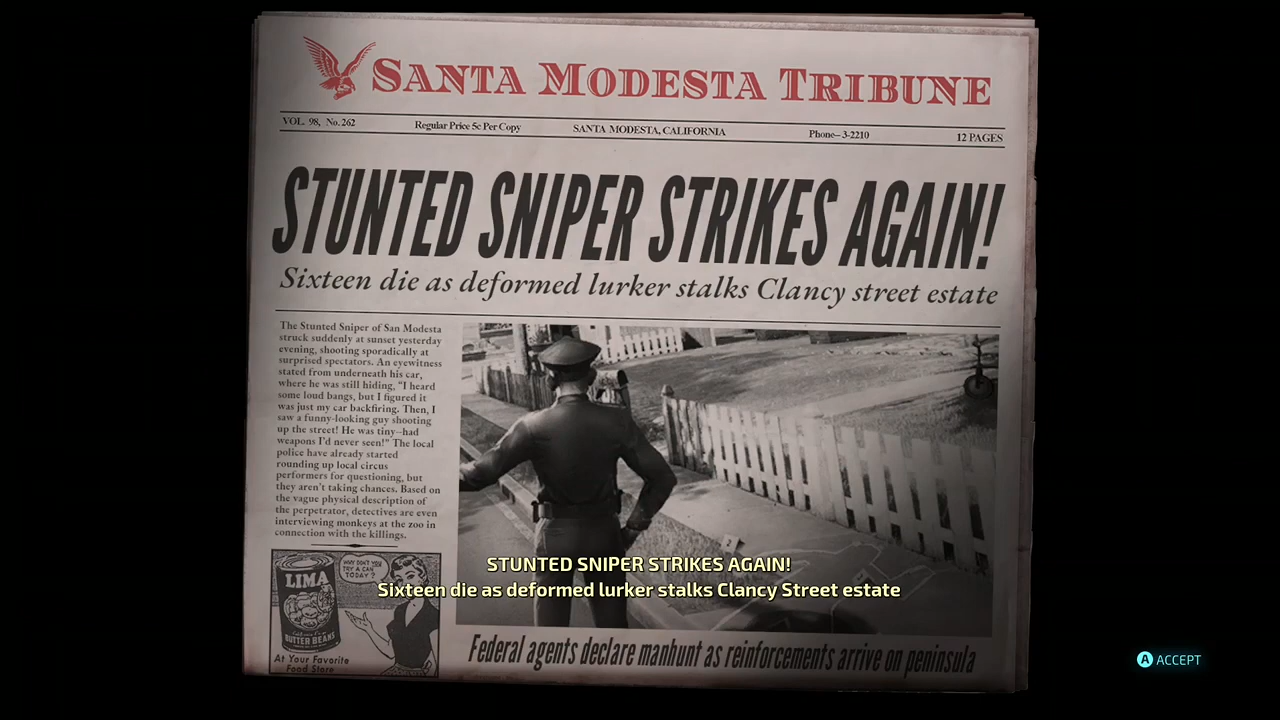 SANTA MODESTA TRIBUNE
VOL. 98, No. 262 Regular Price 5c Per Copy SANTA MODESTA, CALIFORNIA Phone–3-2210 12 PAGES
STUNTED SNIPER STRIKES AGAIN!
Sixteen die as deformed lurker stalks Clancy street estate
The Stunted Sniper of San Modesta
struck suddenly at sunset yesterday
evening, shooting sporadically at
surprised spectators. An eyewitness
stated from underneath his car,
where he was still hiding, “I heard
some loud bangs, but I figured it
was just my car backfiring. Then, I
saw a funny-looking guy shooting
up the street! He was tiny–had
weapons I’d never seen!” The local
police have already started
rounding up local circus
performers for questioning, but
they aren’t taking chances. Based on
the vague physical description of
the perpetrator, detectives are even
interviewing monkeys at the zoo in
connection with the killings.
LIMA
BUTTER BEANS
WHY DON'T YOU
TRY A CAN
TODAY?
At Your Favorite
Food Store
STUNTED SNIPER STRIKES AGAIN!
Sixteen die as deformed lurker stalks Clancy Street estate
Federal agents declare manhunt as reinforcements arrive on peninsula
A ACCEPT